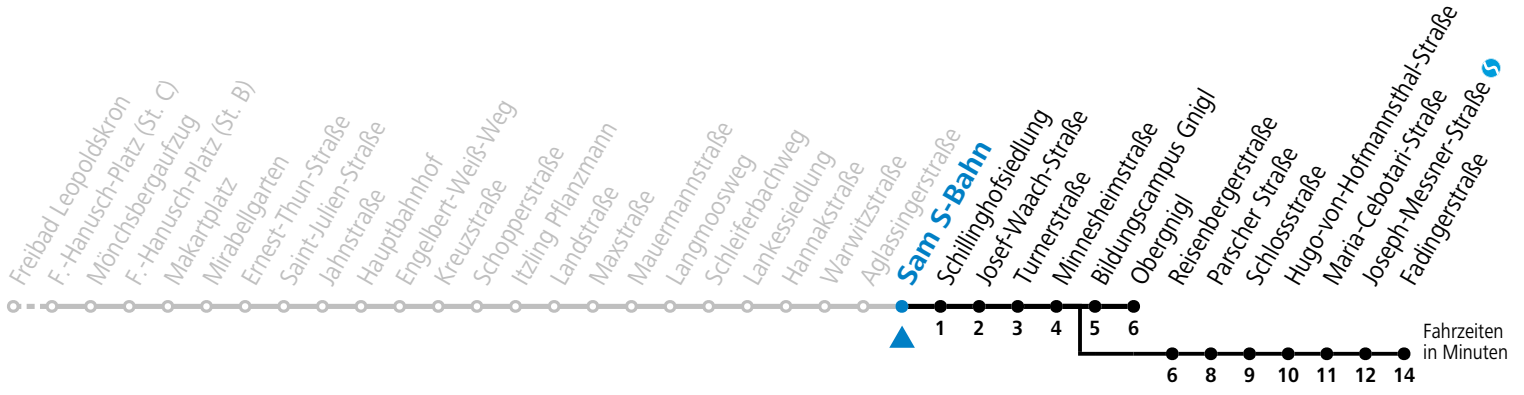 Freibad Leopoldskron
F.-Hanusch-Platz (St. C)
Mönchsbergaufzug
F.-Hanusch-Platz (St. B)
Makartplatz
Mirabellgarten
Ernest-Thun-Straße
Saint-Julien-Straße
Jahnstraße
Hauptbahnhof
Engelbert-Weiß-Weg
Kreuzstraße
Schopperstraße
Itzling Pflanzmann
Landstraße
Maxstraße
Mauermannstraße
Langmoosweg
Schleiferbachweg
Lankessiedlung
Hannakstraße
Warwitzstraße
Aglassingerstraße
Sam S-Bahn
Schillinghofsiedlung
Josef-Waach-Straße
Turnerstraße
Minnesheimstraße
Bildungscampus Gnigl
Obergnigl
Reisenbergerstraße
Parscher Straße
Schlossstraße
Hugo-von-Hofmannsthal-Straße
Maria-Cebotari-Straße
Joseph-Messner-Straße
Fadingerstraße
1 2 3 4 5 6
Fahrzeiten
in Minuten
6 8 9 10 11 12 14